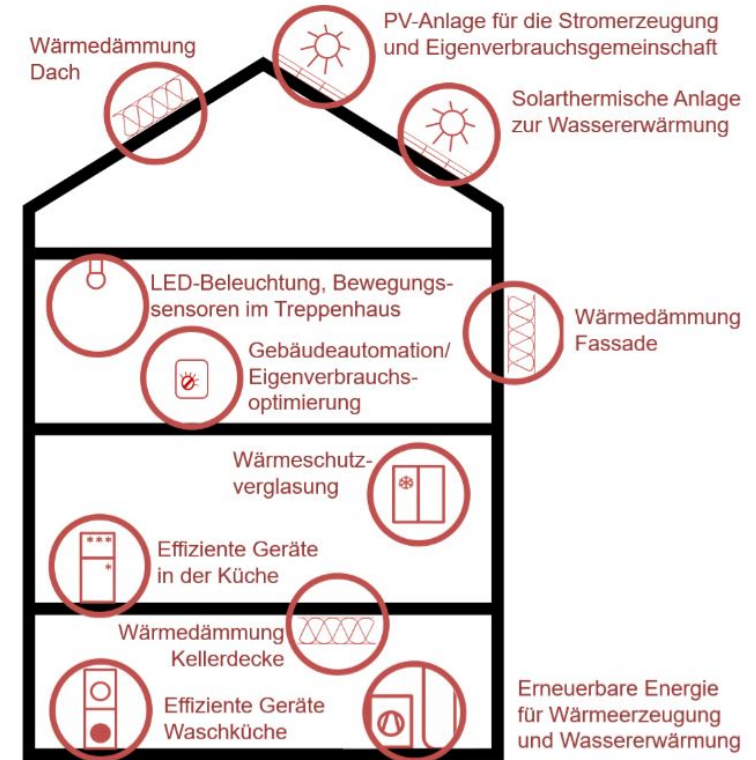 Wärmedämmung
Dach
PV-Anlage für die Stromerzeugung
und Eigenverbrauchsgemeinschaft
Solarthermische Anlage
zur Wassererwärmung
LED-Beleuchtung, Bewegungs-
sensoren im Treppenhaus
Wärmedämmung
Fassade
Gebäudeautomation/
Eigenverbrauchs-
optimierung
Wärmeschutz-
verglasung
Effiziente Geräte
in der Küche
Wärmedämmung
Kellerdecke
Effiziente Geräte
Waschküche
Erneuerbare Energie
für Wärmeerzeugung
und Wassererwärmung